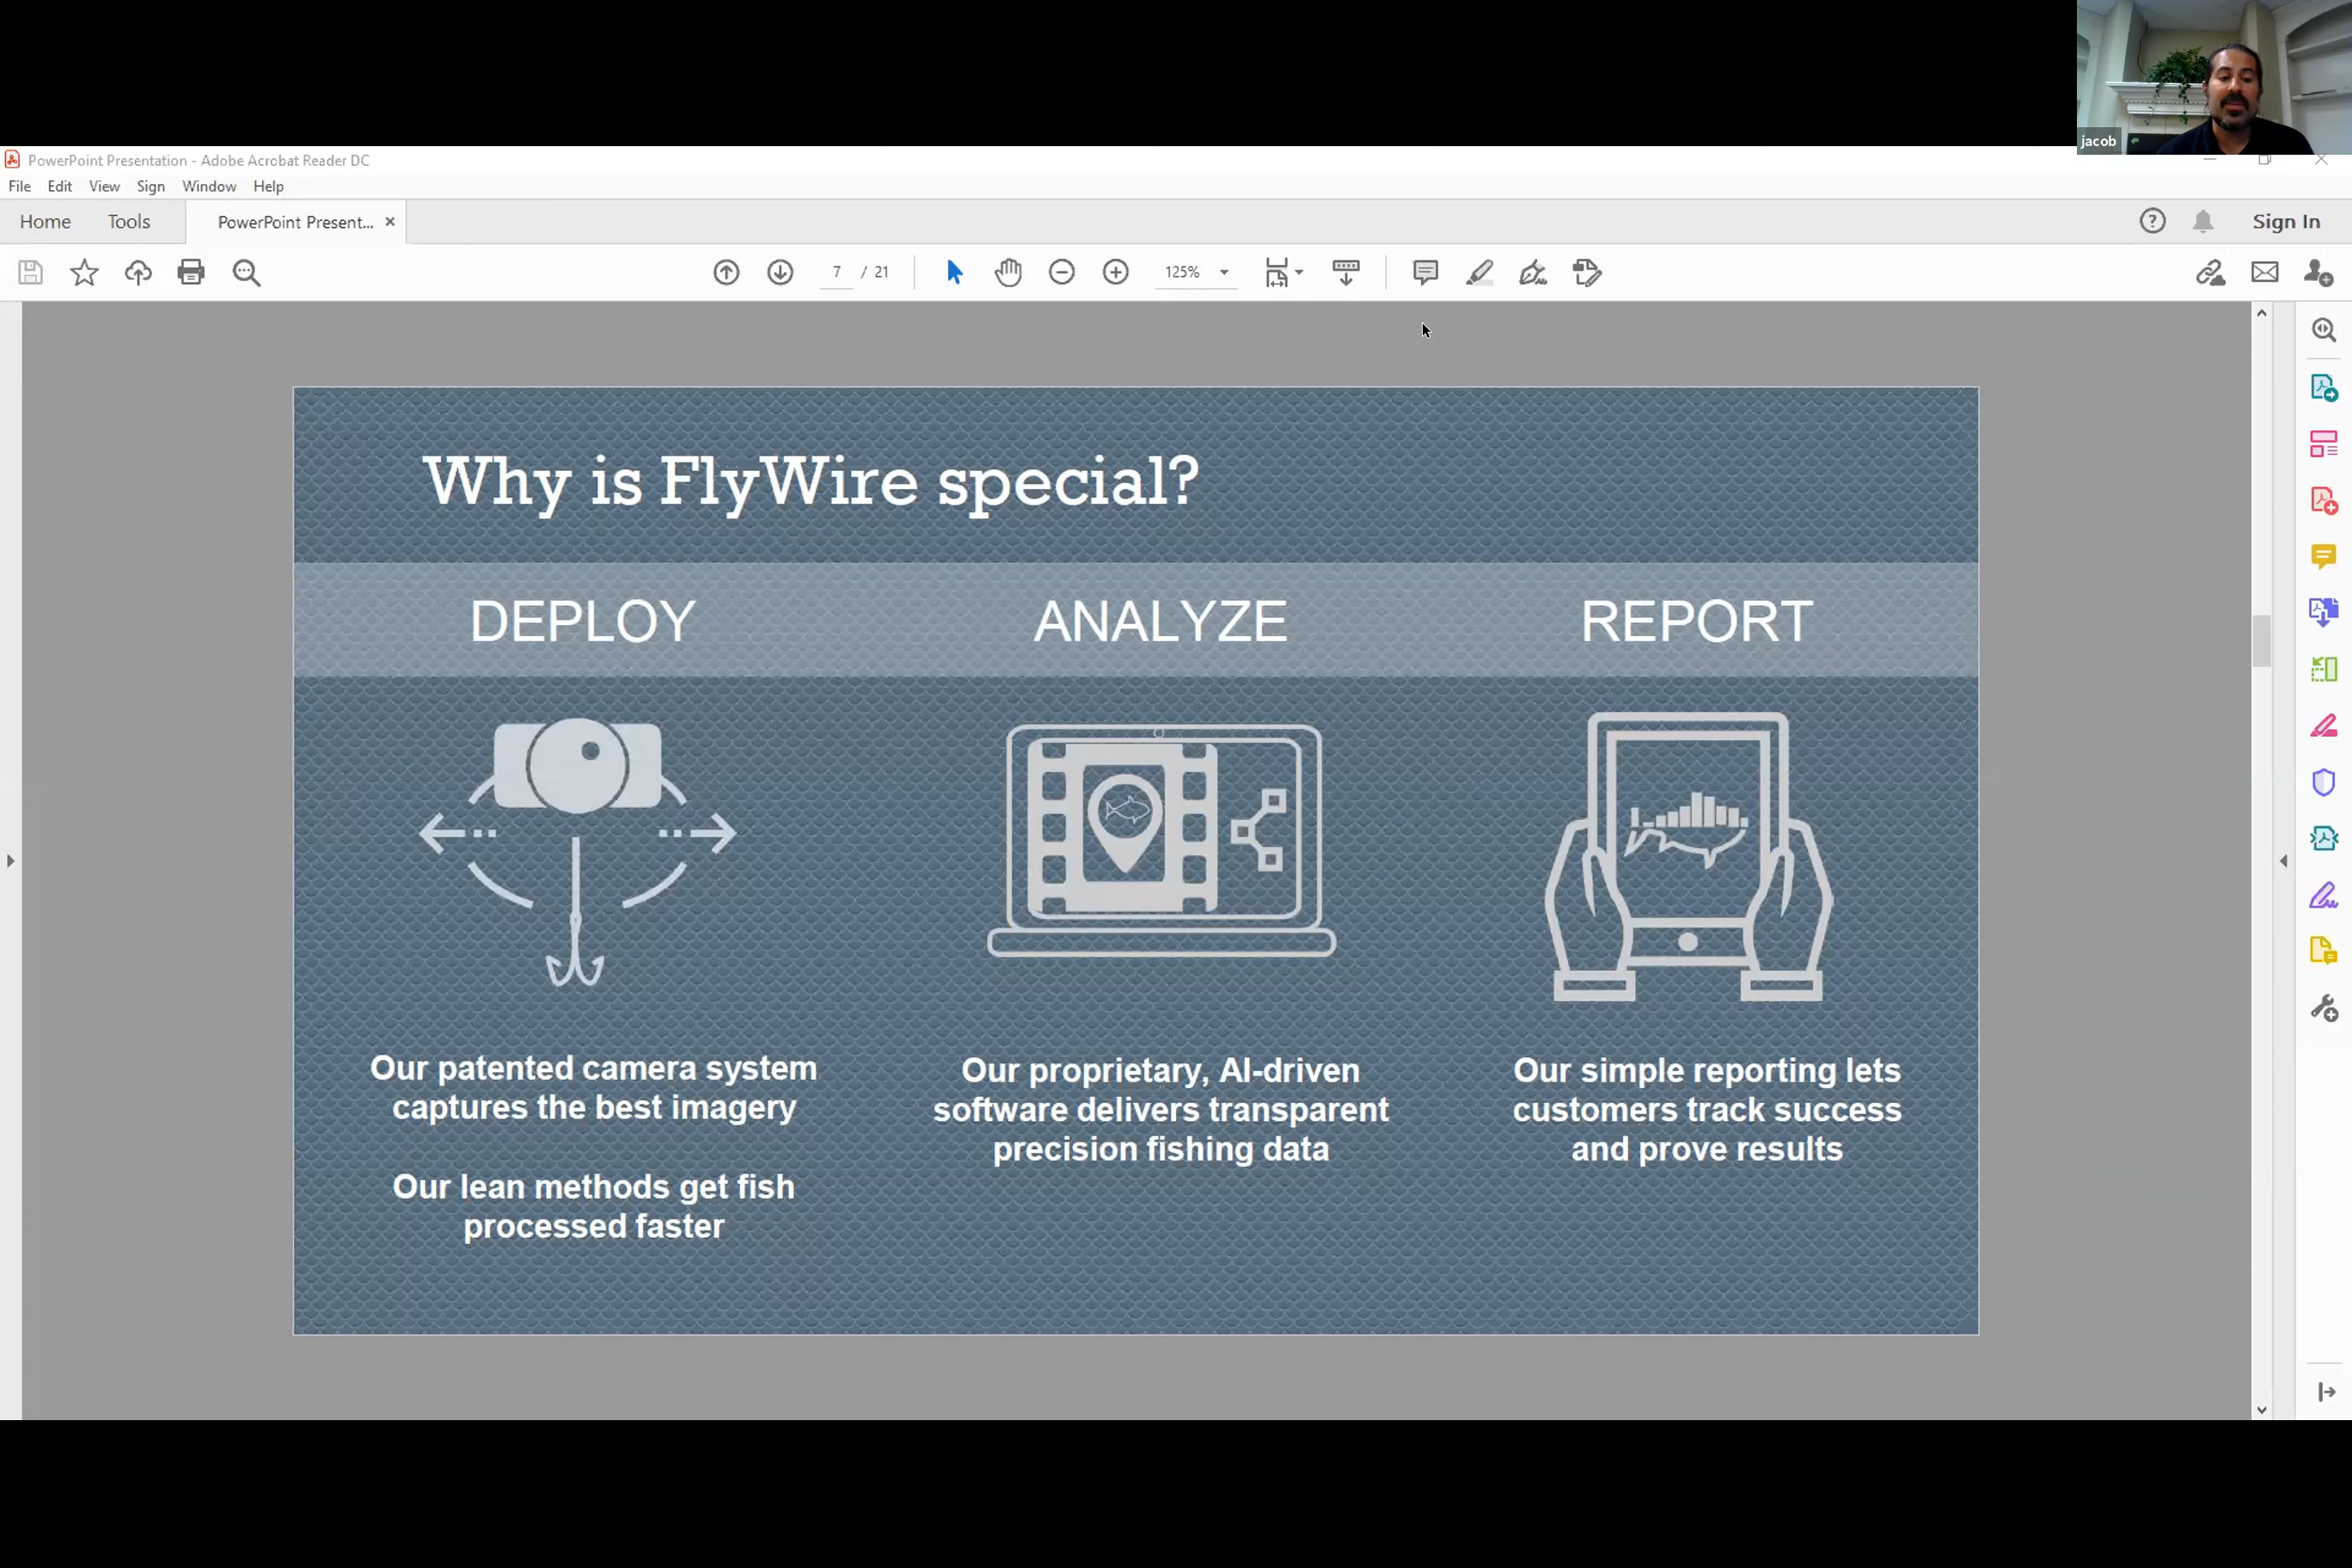 jacob
PowerPoint Presentation - Adobe Acrobat Reader DC
File Edit View Sign Window Help
Home Tools PowerPoint Present... Sign In
7 / 21 125%
Why is FlyWire special?
DEPLOY ANALYZE REPORT
Our patented camera system
captures the best imagery
Our lean methods get fish
processed faster
Our proprietary, AI-driven
software delivers transparent
precision fishing data
Our simple reporting lets
customers track success
and prove results